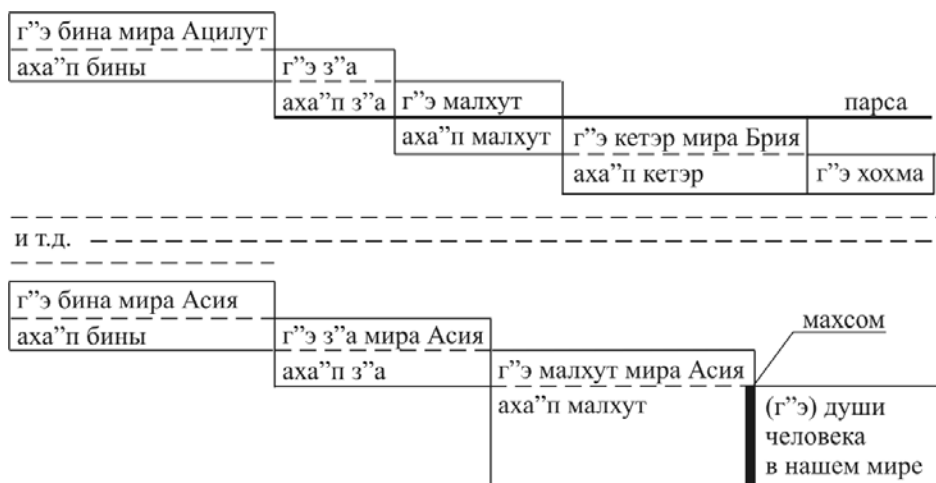 г”э бина мира Ацилут
аха”п бины
г”э з”а
аха”п з”а
г”э малхут
парса
аха”п малхут
г”э кетэр мира Брия
аха”п кетэр
г”э хохма
и т.д.
г”э бина мира Асия
аха”п бины
г”э з”а мира Асия
махсом
аха”п з”а
г”э малхут мира Асия
аха”п малхут
(г”э) души
человека
в нашем мире